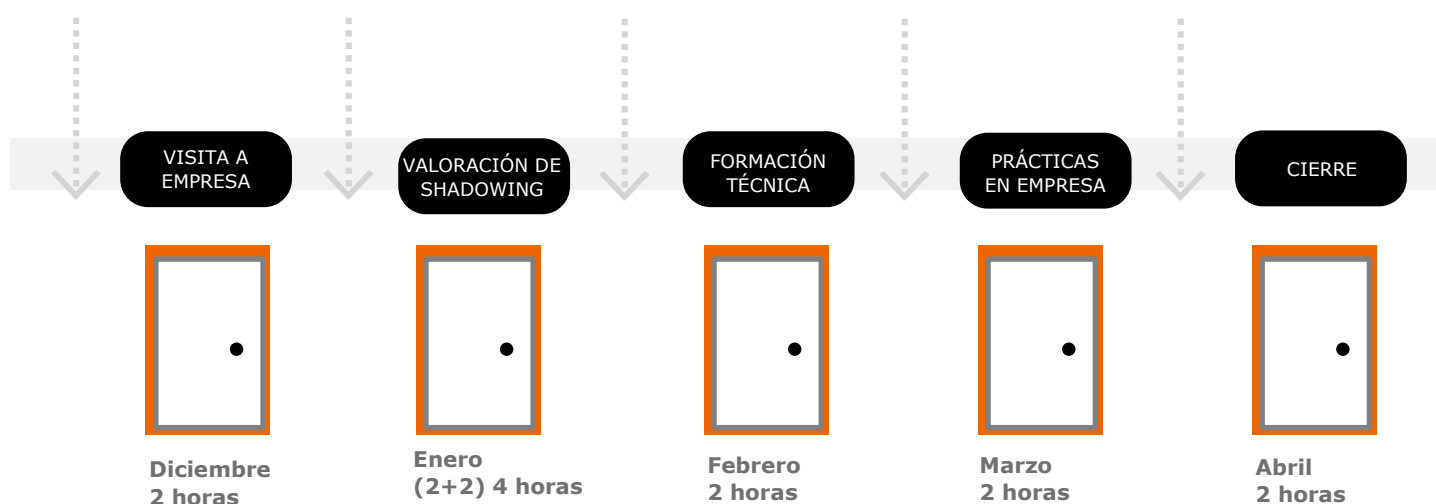 VISITA A
EMPRESA
VALORACIÓN DE
SHADOWING
FORMACIÓN
TÉCNICA
PRÁCTICAS
EN EMPRESA
CIERRE
Diciembre
2 horas
Enero
(2+2) 4 horas
Febrero
2 horas
Marzo
2 horas
Abril
2 horas